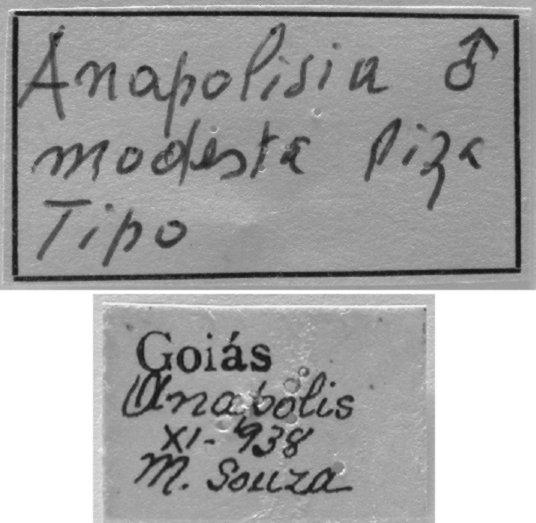 Anapolisia ♂
modesta Piza
Tipo
Goiás
Anapolis
XI-938
M. Souza